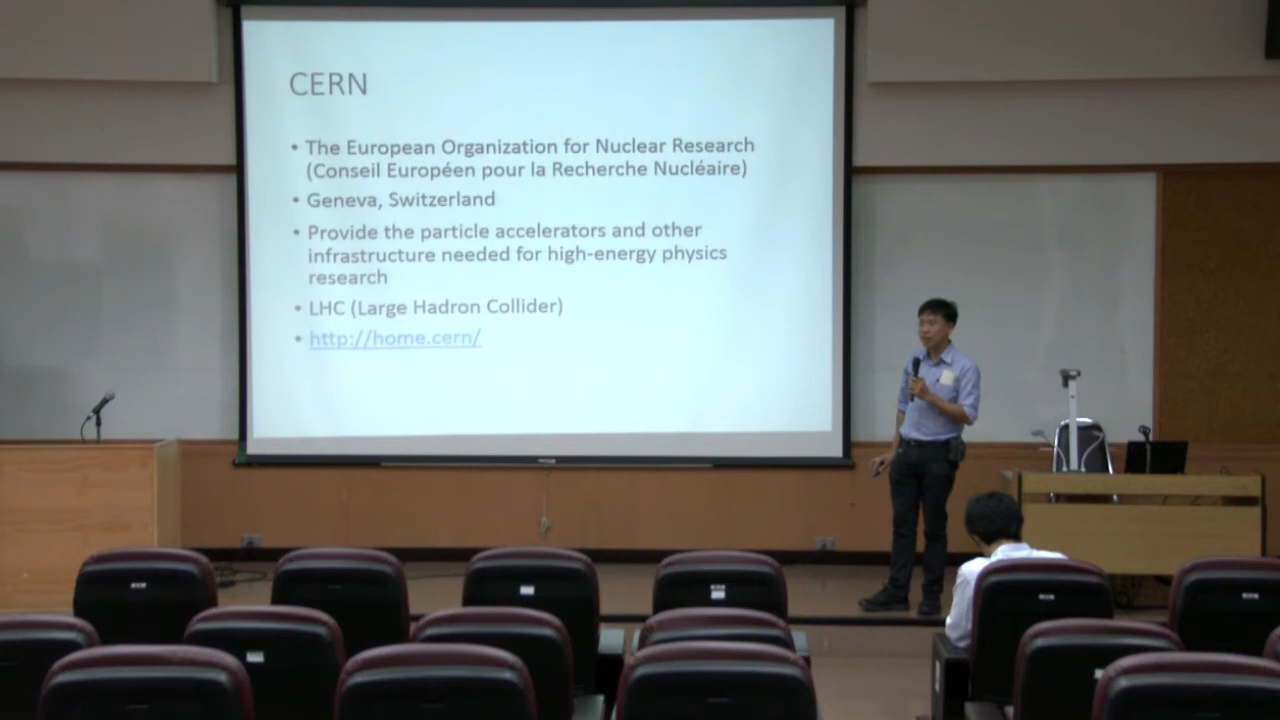 CERN
• The European Organization for Nuclear Research
(Conseil Européen pour la Recherche Nucléaire)
• Geneva, Switzerland
• Provide the particle accelerators and other
infrastructure needed for high-energy physics
research
• LHC (Large Hadron Collider)
• http://home.cern/